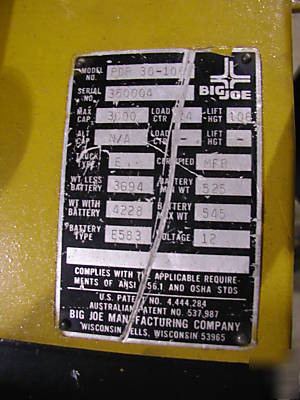 MODEL NO. PDR 30-106
BIG JOE
SERIAL NO. 360004
MAX CAP. 3000 LOAD CTR 24 LIFT HGT 106
ALT CAP N/A LOAD CTR - LIFT HGT -
TRUCK TYPE E CERTIFIED MFR
WT LESS BATTERY 3694 BATTERY WT 525
WT WITH BATTERY 4228 BATTERY MAX WT 545
BATTERY TYPE E583 VOLTAGE 12
COMPLIES WITH THE APPLICABLE REQUIRE-
MENTS OF ANSI 56.1 AND OSHA STDS
U.S. PATENT NO. 4,444,284
AUSTRALIAN PATENT NO. 537,987
BIG JOE MANUFACTURING COMPANY
WISCONSIN DELLS, WISCONSIN 53965